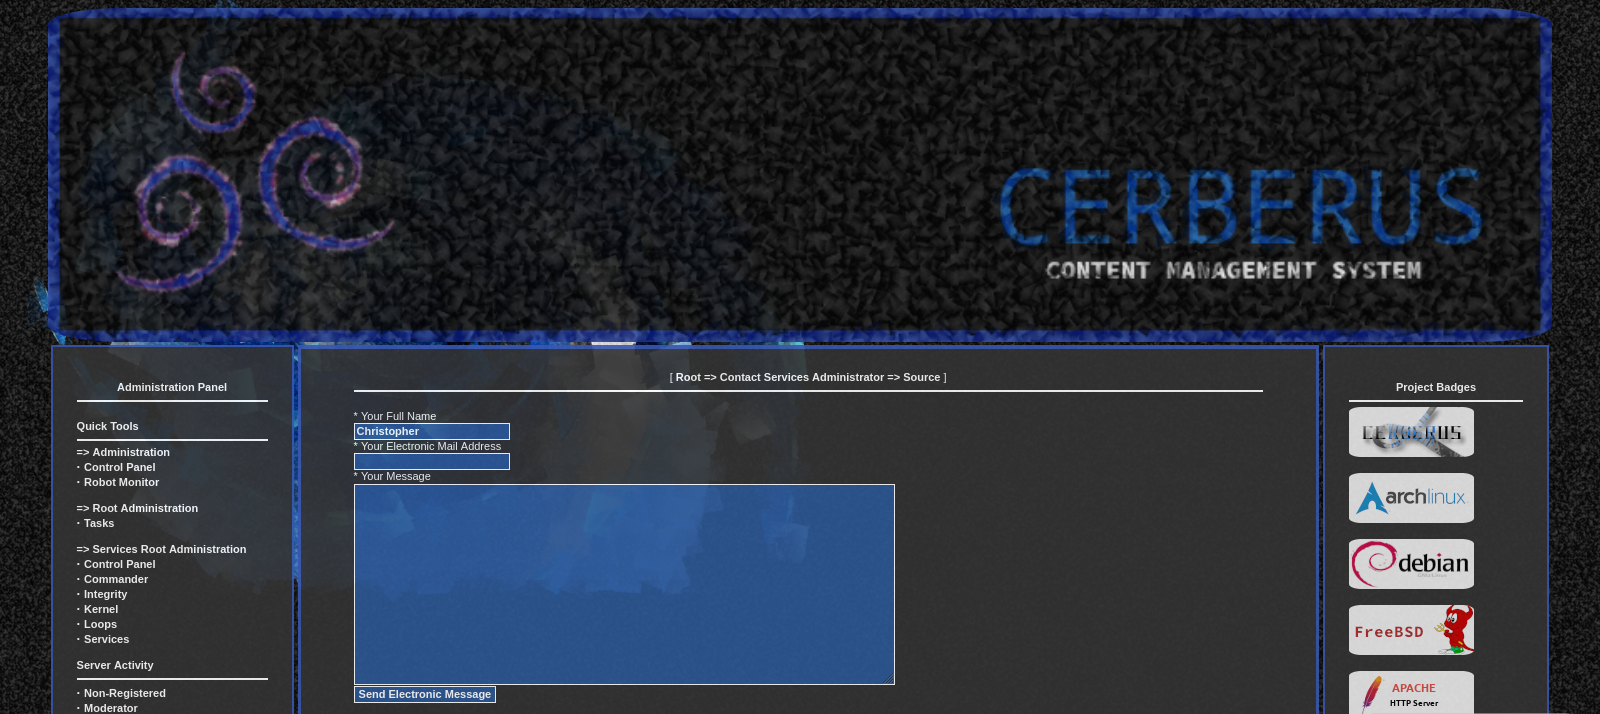 CERBERUS
CONTENT MANAGEMENT SYSTEM
Administration Panel
Quick Tools
=> Administration
· Control Panel
· Robot Monitor
=> Root Administration
· Tasks
=> Services Root Administration
· Control Panel
· Commander
· Integrity
· Kernel
· Loops
· Services
Server Activity
· Non-Registered
· Moderator
[ Root => Contact Services Administrator => Source ]
* Your Full Name
Christopher
* Your Electronic Mail Address
* Your Message
Send Electronic Message
Project Badges
CERBERUS
archlinux
debian
FreeBSD
APACHE
HTTP Server